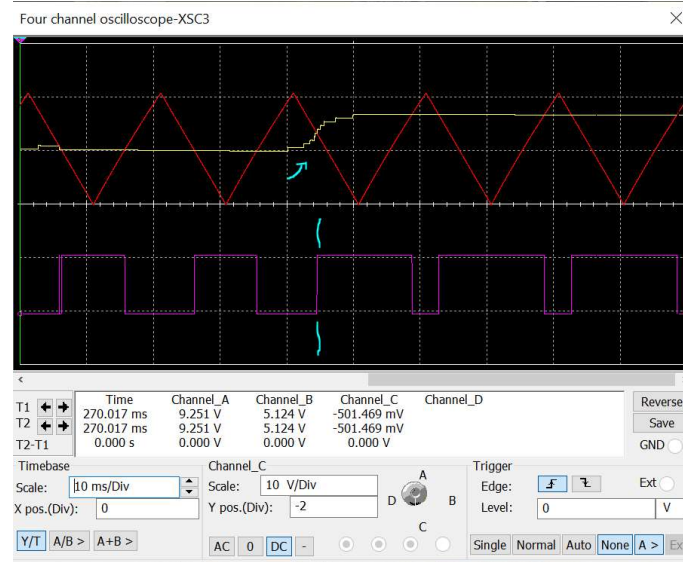 Four channel oscilloscope-XSC3
Time Channel_A Channel_B Channel_C Channel_D
T1 270.017 ms 9.251 V 5.124 V -501.469 mV
T2 270.017 ms 9.251 V 5.124 V -501.469 mV
T2-T1 0.000 s 0.000 V 0.000 V 0.000 V
Reverse
Save
GND
Timebase
Scale: 10 ms/Div
X pos.(Div): 0
Y/T A/B > A+B >
Channel_C
Scale: 10 V/Div
Y pos.(Div): -2
AC 0 DC -
A
D B
C
Trigger
Edge: Ext
Level: 0 V
Single Normal Auto None A > Ex